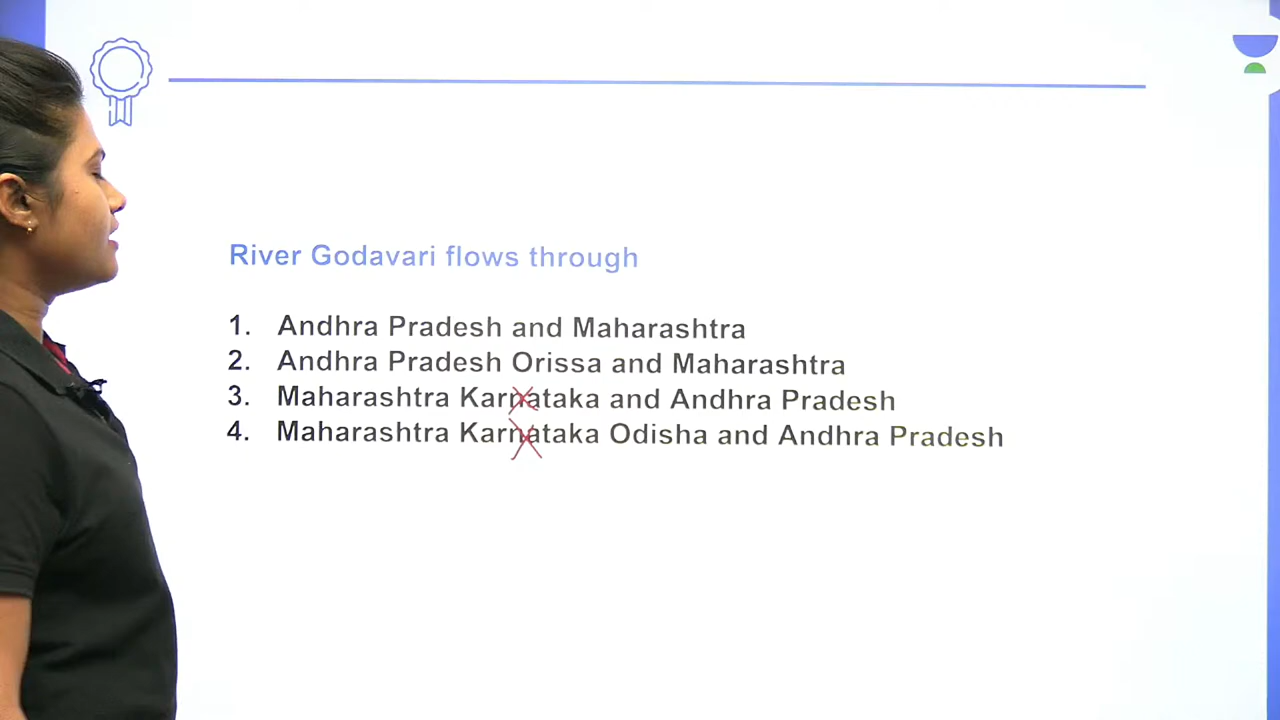 River Godavari flows through
1. Andhra Pradesh and Maharashtra
2. Andhra Pradesh Orissa and Maharashtra
3. Maharashtra Karnataka and Andhra Pradesh
4. Maharashtra Karnataka Odisha and Andhra Pradesh